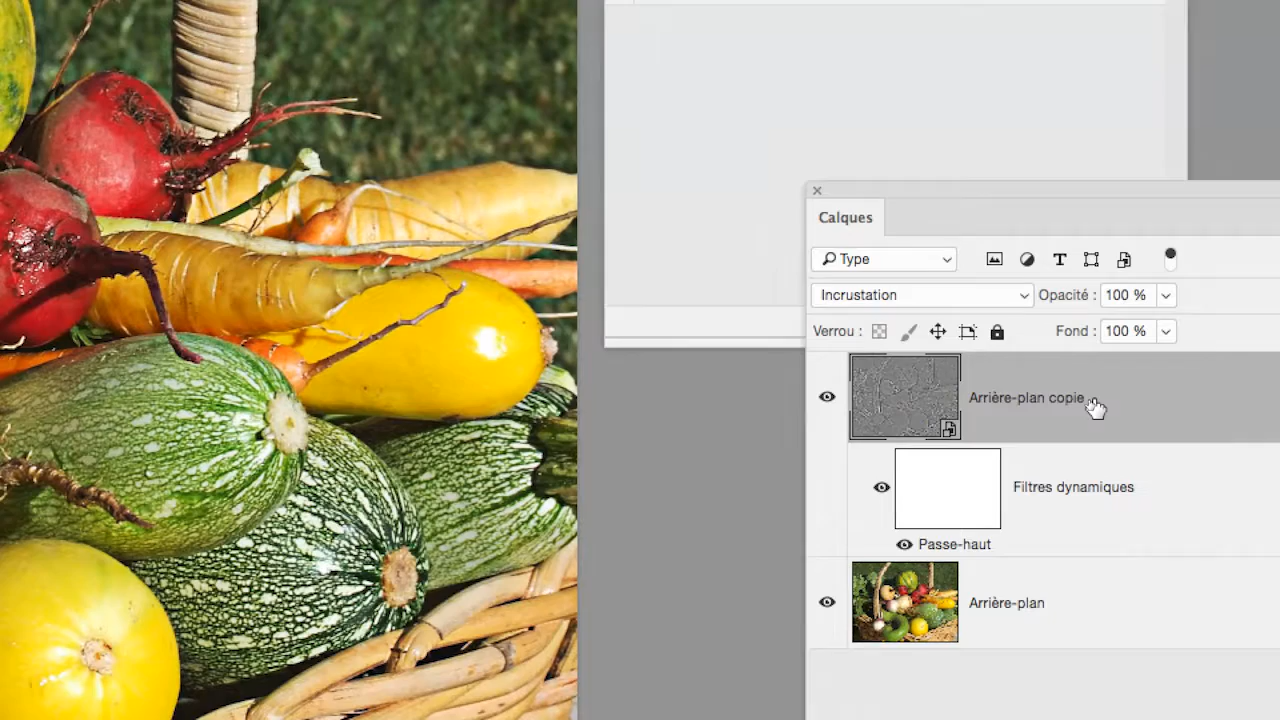 Calques
Type
Incrustation Opacité : 100 %
Verrou : Fond : 100 %
Arrière-plan copie
Filtres dynamiques
Passe-haut
Arrière-plan